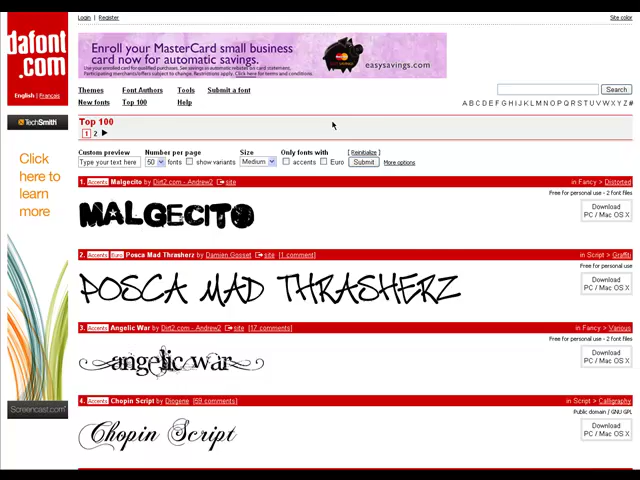 dafont
.com
English | Français
TechSmith
Click
here to
learn
more
Screencast.com
Login | Register
Site color
Enroll your MasterCard small business
card now for automatic savings.
easysavings.com
Themes Font Authors Tools Submit a font
New fonts Top 100 Help
Search
A B C D E F G H I J K L M N O P Q R S T U V W X Y Z #
Top 100
1 2
Custom preview Number per page Size Only fonts with [ Reinitialize ]
Type your text here 50 fonts show variants Medium accents Euro Submit More options
1. Accents Malgecito by Dirt2.com - Andrew2 site in Fancy > Distorted
Free for personal use - 2 font files
MALGECITO
Download
PC / Mac OS X
2. Accents Euro Posca Mad Thrasherz by Damien Gosset site [1 comment] in Script > Graffiti
Free for personal use
POSCA MAD THRASHERZ
Download
PC / Mac OS X
3. Accents Angelic War by Dirt2.com - Andrew2 site [17 comments] in Fancy > Various
Free for personal use - 2 font files
angelic war
Download
PC / Mac OS X
4. Accents Chopin Script by Diogene [59 comments] in Script > Calligraphy
Public domain / GNU GPL
Chopin Script
Download
PC / Mac OS X